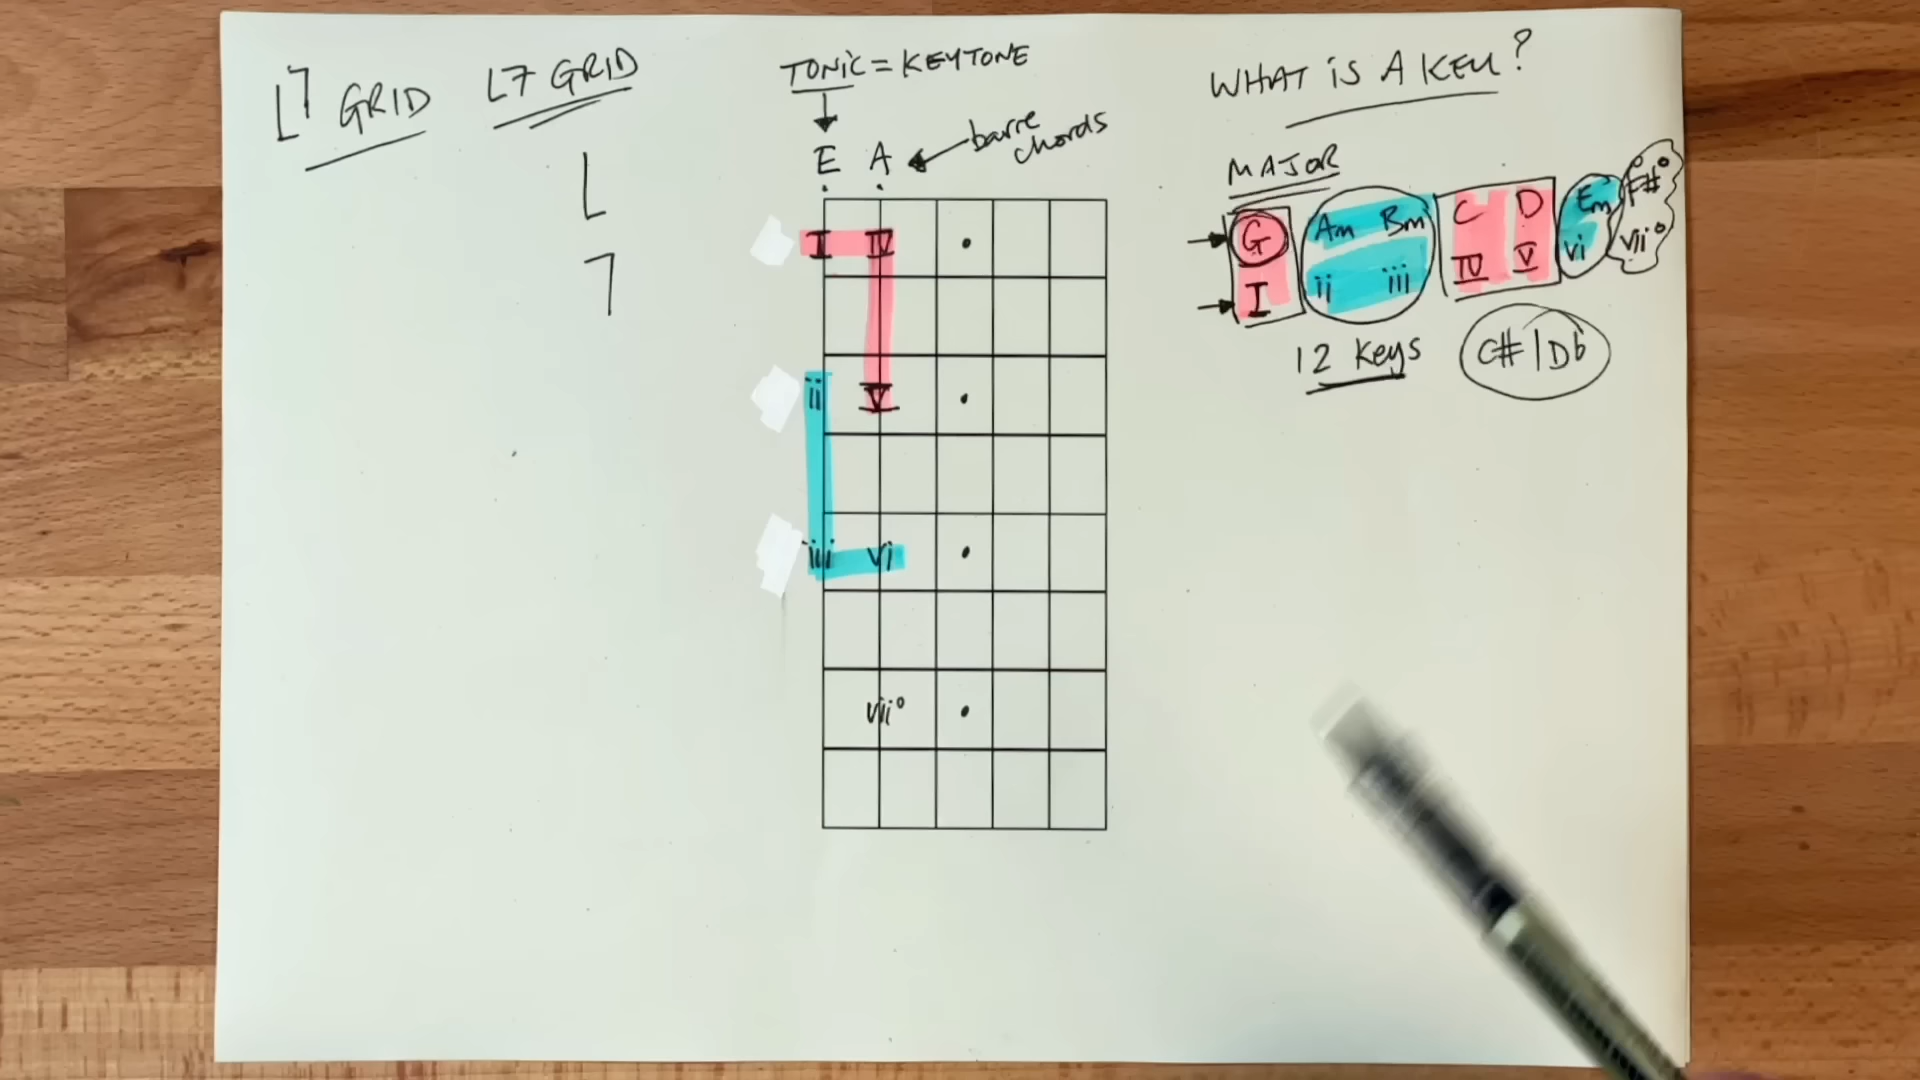 L7 GRID
L7 GRID
L
7
TONIC = KEYTONE
E A
barre
chords
I IV
ii V
iii vi
vii°
WHAT IS A KEY?
MAJOR
G Am Bm C D Em F#°
I ii iii IV V vi vii°
12 Keys
C# | Db